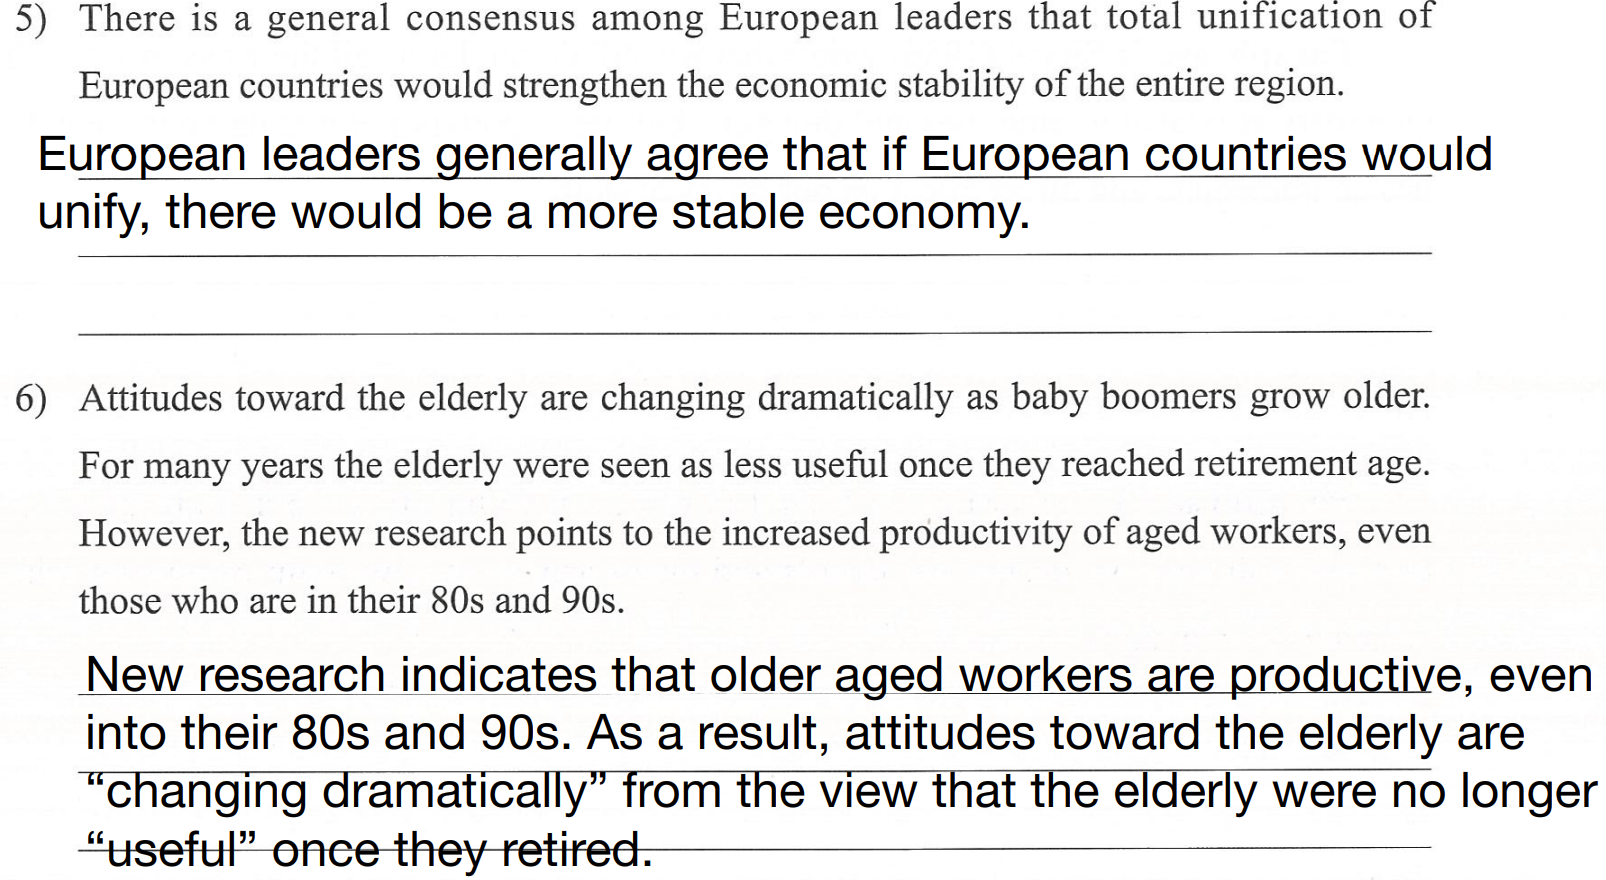 5) There is a general consensus among European leaders that total unification of
European countries would strengthen the economic stability of the entire region.
European leaders generally agree that if European countries would
unify, there would be a more stable economy.
6) Attitudes toward the elderly are changing dramatically as baby boomers grow older.
For many years the elderly were seen as less useful once they reached retirement age.
However, the new research points to the increased productivity of aged workers, even
those who are in their 80s and 90s.
New research indicates that older aged workers are productive, even
into their 80s and 90s. As a result, attitudes toward the elderly are
“changing dramatically” from the view that the elderly were no longer
“useful” once they retired.